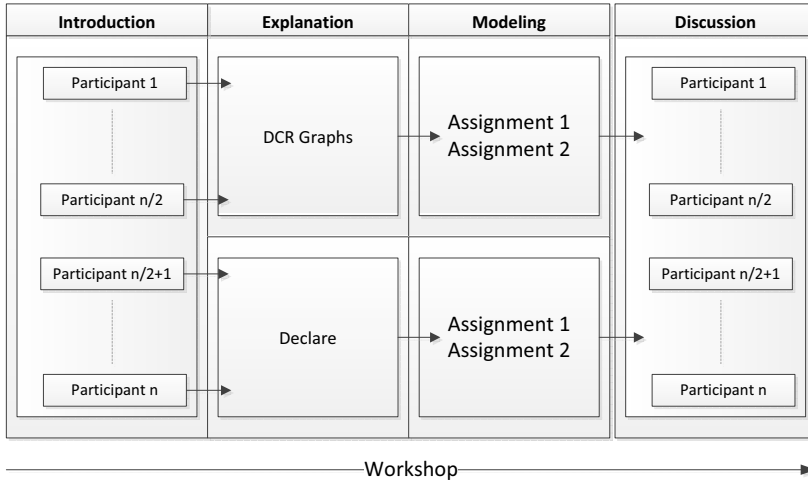 Introduction
Explanation
Modeling
Discussion
Participant 1
Participant n/2
Participant n/2+1
Participant n
DCR Graphs
Declare
Assignment 1
Assignment 2
Assignment 1
Assignment 2
Participant 1
Participant n/2
Participant n/2+1
Participant n
Workshop